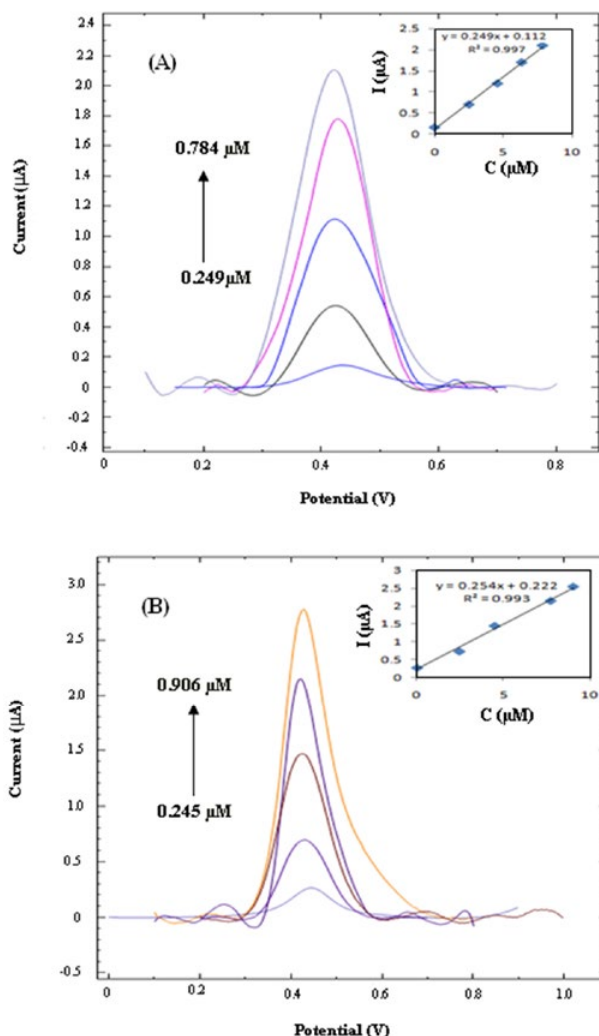 2.4
2.2
2.0
1.8
1.6
1.4
1.2
1.0
0.8
0.6
0.4
0.2
0
-0.2
-0.4
Current (µA)
(A)
0.784 µM
0.249µM
2.5
2
1.5
1
0.5
0
I (µA)
y = 0.249x + 0.112
R² = 0.997
0 5 10
C (µM)
0 0.2 0.4 0.6 0.8
Potential (V)
3.0
2.5
2.0
1.5
1.0
0.5
0
-0.5
Current (µA)
(B)
0.906 µM
0.245 µM
3
2.5
2
1.5
1
0.5
0
I (µA)
y = 0.254x + 0.222
R² = 0.993
0 5 10
C (µM)
0 0.2 0.4 0.6 0.8 1.0
Potential (V)